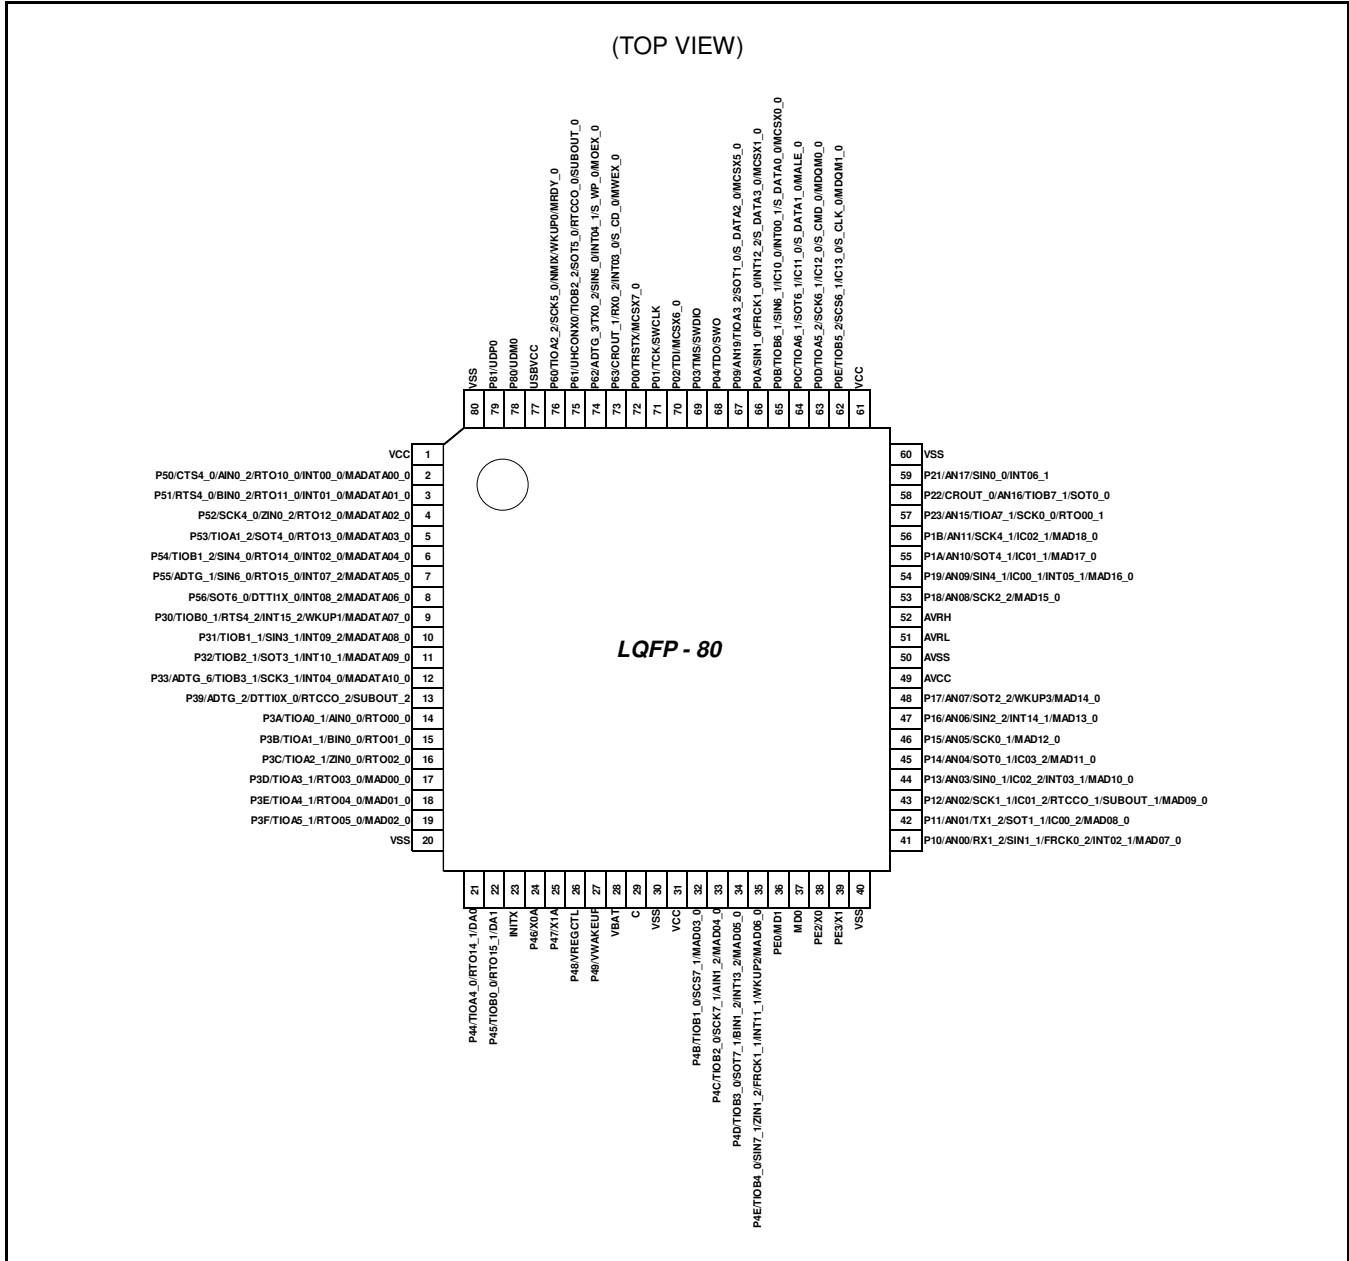 (TOP VIEW)
VSS
P81/UDP0
P80/UDM0
USBVCC
P60/TIOA2_2/SCK5_0/NMIX/WKUP0/MRDY_0
P61/UHCONX0/TIOB2_2/SOT5_0/RTCCO_0/SUBOUT_0
P62/ADTG_3/TX0_2/SIN5_0/INT04_1/S_WP_0/MOEX_0
P63/CROUT_1/RX0_2/INT03_0/S_CD_0/MWEX_0
P00/TRSTX/MCSX7_0
P01/TCK/SWCLK
P02/TDI/MCSX6_0
P03/TMS/SWDIO
P04/TDO/SWO
P09/AN19/TIOA3_2/SOT1_0/S_DATA2_0/MCSX5_0
P0A/SIN1_0/FRCK1_0/INT12_2/S_DATA3_0/MCSX1_0
P0B/TIOB6_1/SIN6_1/IC10_0/INT00_1/S_DATA0_0/MCSX0_0
P0C/TIOA6_1/SOT6_1/IC11_0/S_DATA1_0/MALE_0
P0D/TIOA5_2/SCK6_1/IC12_0/S_CMD_0/MDQM0_0
P0E/TIOB5_2/SCS6_1/IC13_0/S_CLK_0/MDQM1_0
VCC
80 79 78 77 76 75 74 73 72 71 70 69 68 67 66 65 64 63 62 61
VCC 1
P50/CTS4_0/AIN0_2/RTO10_0/INT00_0/MADATA00_0 2
P51/RTS4_0/BIN0_2/RTO11_0/INT01_0/MADATA01_0 3
P52/SCK4_0/ZIN0_2/RTO12_0/MADATA02_0 4
P53/TIOA1_2/SOT4_0/RTO13_0/MADATA03_0 5
P54/TIOB1_2/SIN4_0/RTO14_0/INT02_0/MADATA04_0 6
P55/ADTG_1/SIN6_0/RTO15_0/INT07_2/MADATA05_0 7
P56/SOT6_0/DTTI1X_0/INT08_2/MADATA06_0 8
P30/TIOB0_1/RTS4_2/INT15_2/WKUP1/MADATA07_0 9
P31/TIOB1_1/SIN3_1/INT09_2/MADATA08_0 10
P32/TIOB2_1/SOT3_1/INT10_1/MADATA09_0 11
P33/ADTG_6/TIOB3_1/SCK3_1/INT04_0/MADATA10_0 12
P39/ADTG_2/DTTI0X_0/RTCCO_2/SUBOUT_2 13
P3A/TIOA0_1/AIN0_0/RTO00_0 14
P3B/TIOA1_1/BIN0_0/RTO01_0 15
P3C/TIOA2_1/ZIN0_0/RTO02_0 16
P3D/TIOA3_1/RTO03_0/MAD00_0 17
P3E/TIOA4_1/RTO04_0/MAD01_0 18
P3F/TIOA5_1/RTO05_0/MAD02_0 19
VSS 20
LQFP - 80
60 VSS
59 P21/AN17/SIN0_0/INT06_1
58 P22/CROUT_0/AN16/TIOB7_1/SOT0_0
57 P23/AN15/TIOA7_1/SCK0_0/RTO00_1
56 P1B/AN11/SCK4_1/IC02_1/MAD18_0
55 P1A/AN10/SOT4_1/IC01_1/MAD17_0
54 P19/AN09/SIN4_1/IC00_1/INT05_1/MAD16_0
53 P18/AN08/SCK2_2/MAD15_0
52 AVRH
51 AVRL
50 AVSS
49 AVCC
48 P17/AN07/SOT2_2/WKUP3/MAD14_0
47 P16/AN06/SIN2_2/INT14_1/MAD13_0
46 P15/AN05/SCK0_1/MAD12_0
45 P14/AN04/SOT0_1/IC03_2/MAD11_0
44 P13/AN03/SIN0_1/IC02_2/INT03_1/MAD10_0
43 P12/AN02/SCK1_1/IC01_2/RTCCO_1/SUBOUT_1/MAD09_0
42 P11/AN01/TX1_2/SOT1_1/IC00_2/MAD08_0
41 P10/AN00/RX1_2/SIN1_1/FRCK0_2/INT02_1/MAD07_0
21 22 23 24 25 26 27 28 29 30 31 32 33 34 35 36 37 38 39 40
P44/TIOA4_0/RTO14_1/DA0
P45/TIOB0_0/RTO15_1/DA1
INITX
P46/X0A
P47/X1A
P48/VREGCTL
P49/VWAKEUP
VBAT
C
VSS
VCC
P4B/TIOB1_0/SCS7_1/MAD03_0
P4C/TIOB2_0/SCK7_1/AIN1_2/MAD04_0
P4D/TIOB3_0/SOT7_1/BIN1_2/INT13_2/MAD05_0
P4E/TIOB4_0/SIN7_1/ZIN1_2/FRCK1_1/INT11_1/WKUP2/MAD06_0
PE0/MD1
MD0
PE2/X0
PE3/X1
VSS